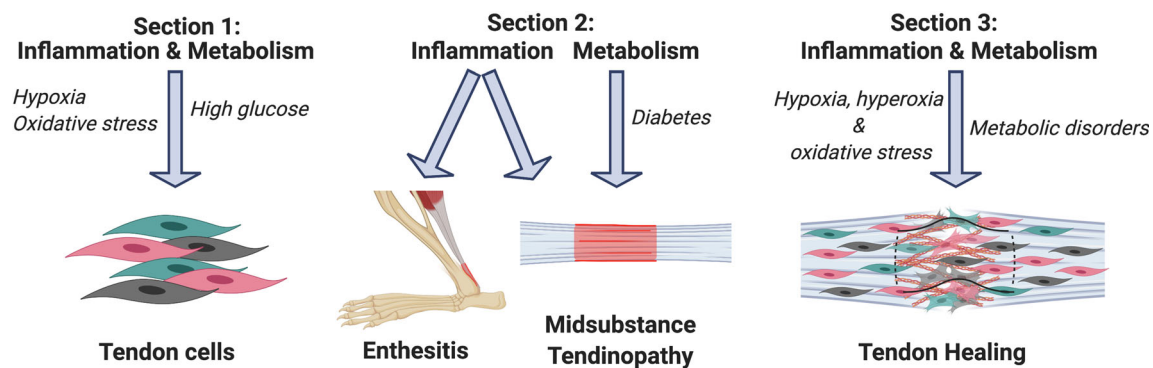 Section 1:
Inflammation & Metabolism
Hypoxia
Oxidative stress
High glucose
Tendon cells
Section 2:
Inflammation Metabolism
Diabetes
Enthesitis
Midsubstance
Tendinopathy
Section 3:
Inflammation & Metabolism
Hypoxia, hyperoxia
&
oxidative stress
Metabolic disorders
Tendon Healing